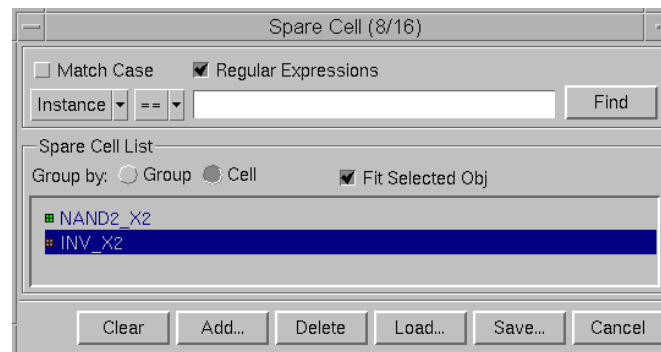 Spare Cell (8/16)
Match Case Regular Expressions
Instance == Find
Spare Cell List
Group by: Group Cell Fit Selected Obj
NAND2_X2
INV_X2
Clear Add... Delete Load... Save... Cancel